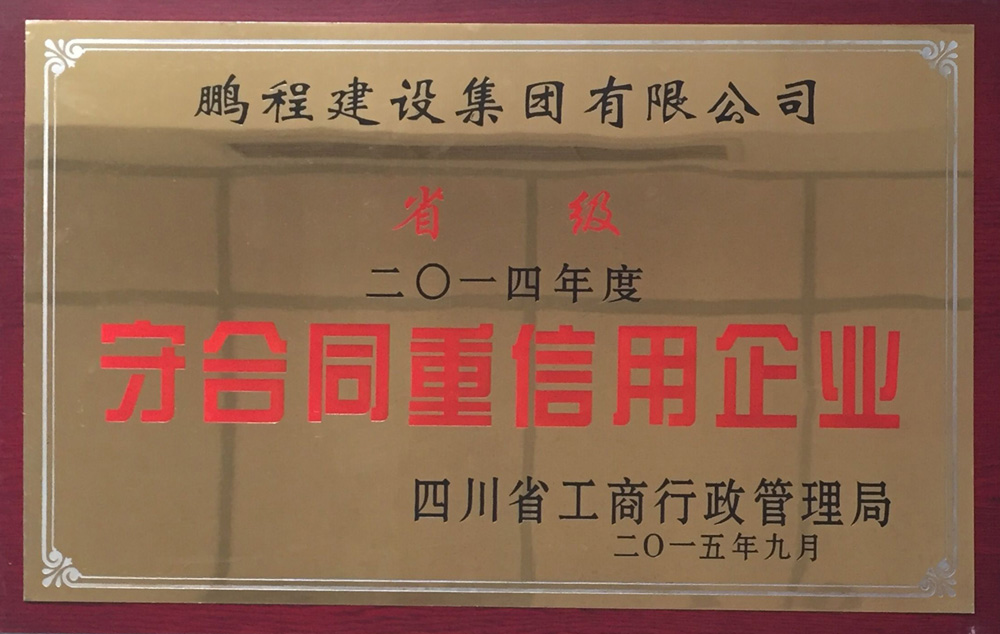 鹏程建设集团有限公司
省级
二〇一四年度
守合同重信用企业
四川省工商行政管理局
二〇一五年九月